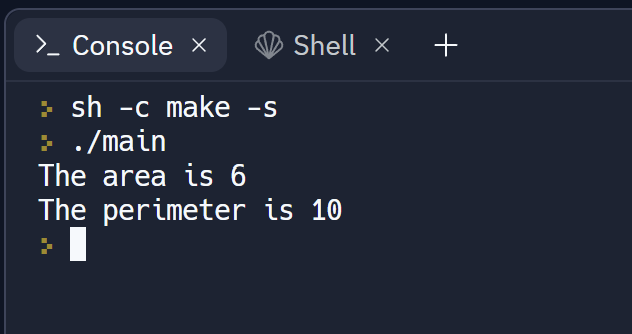 >_ Console × Shell × +
> sh -c make -s
> ./main
The area is 6
The perimeter is 10
>